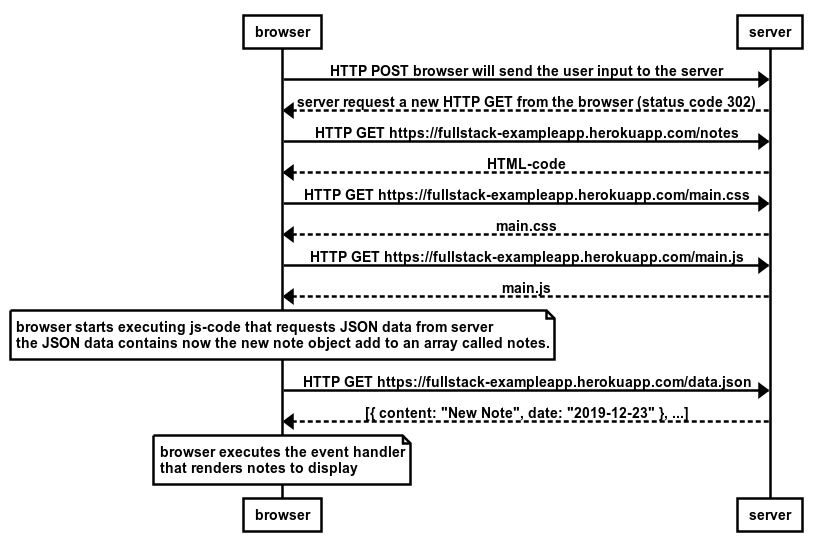 browser
server
HTTP POST browser will send the user input to the server
server request a new HTTP GET from the browser (status code 302)
HTTP GET https://fullstack-exampleapp.herokuapp.com/notes
HTML-code
HTTP GET https://fullstack-exampleapp.herokuapp.com/main.css
main.css
HTTP GET https://fullstack-exampleapp.herokuapp.com/main.js
main.js
browser starts executing js-code that requests JSON data from server
the JSON data contains now the new note object add to an array called notes.
HTTP GET https://fullstack-exampleapp.herokuapp.com/data.json
[{ content: "New Note", date: "2019-12-23" }, ...]
browser executes the event handler
that renders notes to display
browser
server